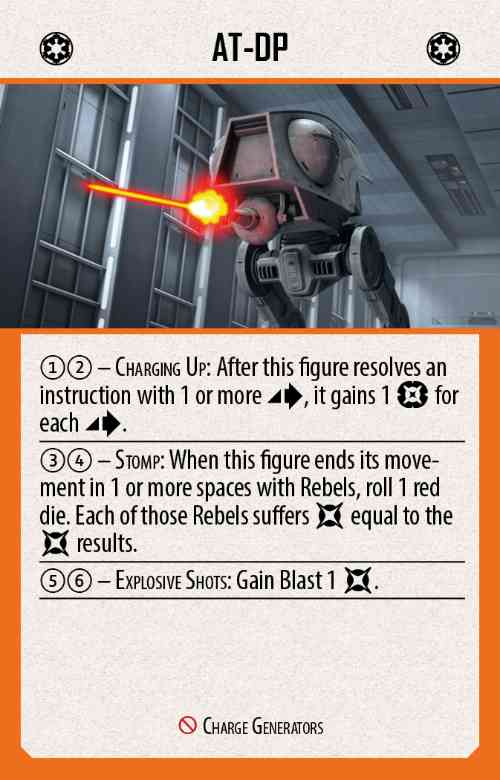 AT-DP
①② – Charging Up: After this figure resolves an
instruction with 1 or more , it gains 1 for
each .
③④ – Stomp: When this figure ends its move-
ment in 1 or more spaces with Rebels, roll 1 red
die. Each of those Rebels suffers equal to the
results.
⑤⑥ – Explosive Shots: Gain Blast 1 .
Charge Generators